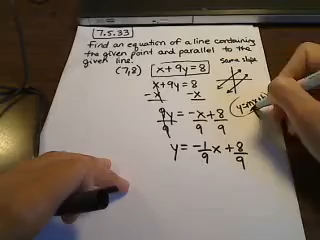 7.5.33
Find an equation of a line containing
the given point and parallel to the
given line. same slope
(7,8) x+9y=8
x+9y=8
-x -x
9y = -x+8
9 9 9
y = -1/9 x + 8/9